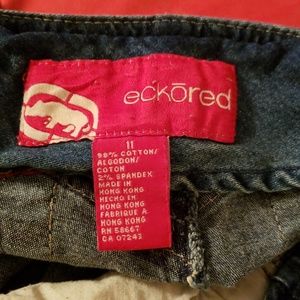 eckōred
11
98% COTTON/
ALGODON/
COTON
2% SPANDEX
MADE IN
HONG KONG
HECHO EN
HONG KONG
FABRIQUE A
HONG KONG
RN 58667
CA 07243